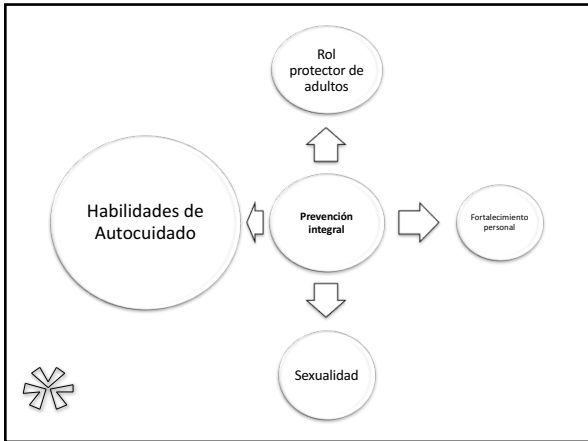 Rol
protector de
adultos
Habilidades de
Autocuidado
Prevención
integral
Fortalecimiento
personal
Sexualidad